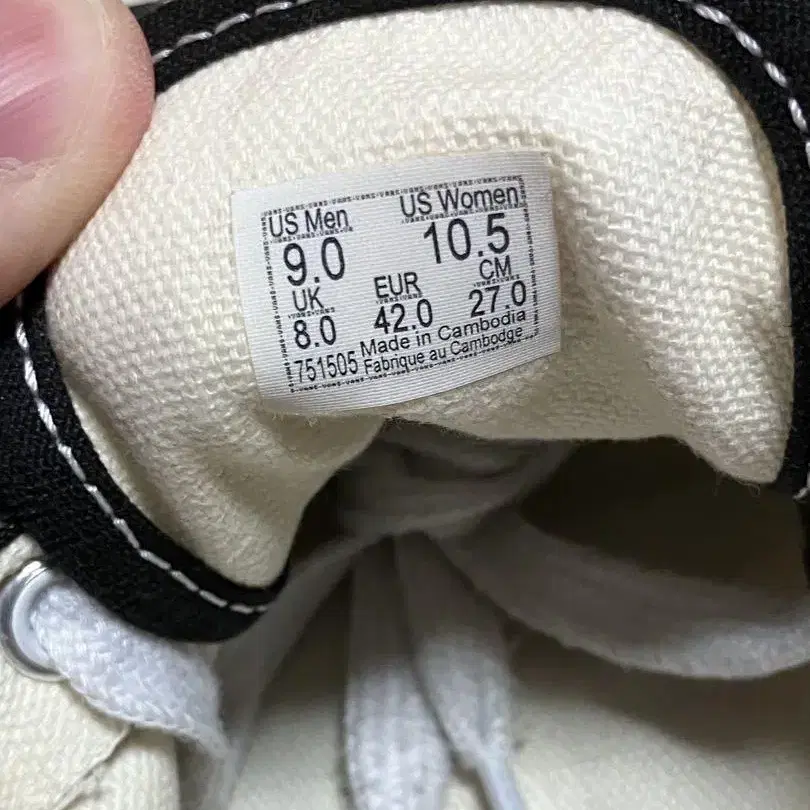 US Men US Women
9.0 10.5
UK EUR CM
8.0 42.0 27.0
751505 Made in Cambodia
Fabrique au Cambodge